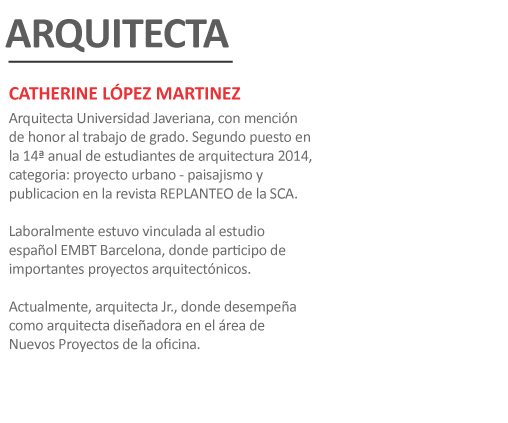 ARQUITECTA
CATHERINE LÓPEZ MARTINEZ
Arquitecta Universidad Javeriana, con mención
de honor al trabajo de grado. Segundo puesto en
la 14ª anual de estudiantes de arquitectura 2014,
categoria: proyecto urbano - paisajismo y
publicacion en la revista REPLANTEO de la SCA.
Laboralmente estuvo vinculada al estudio
español EMBT Barcelona, donde participo de
importantes proyectos arquitectónicos.
Actualmente, arquitecta Jr., donde desempeña
como arquitecta diseñadora en el área de
Nuevos Proyectos de la oficina.